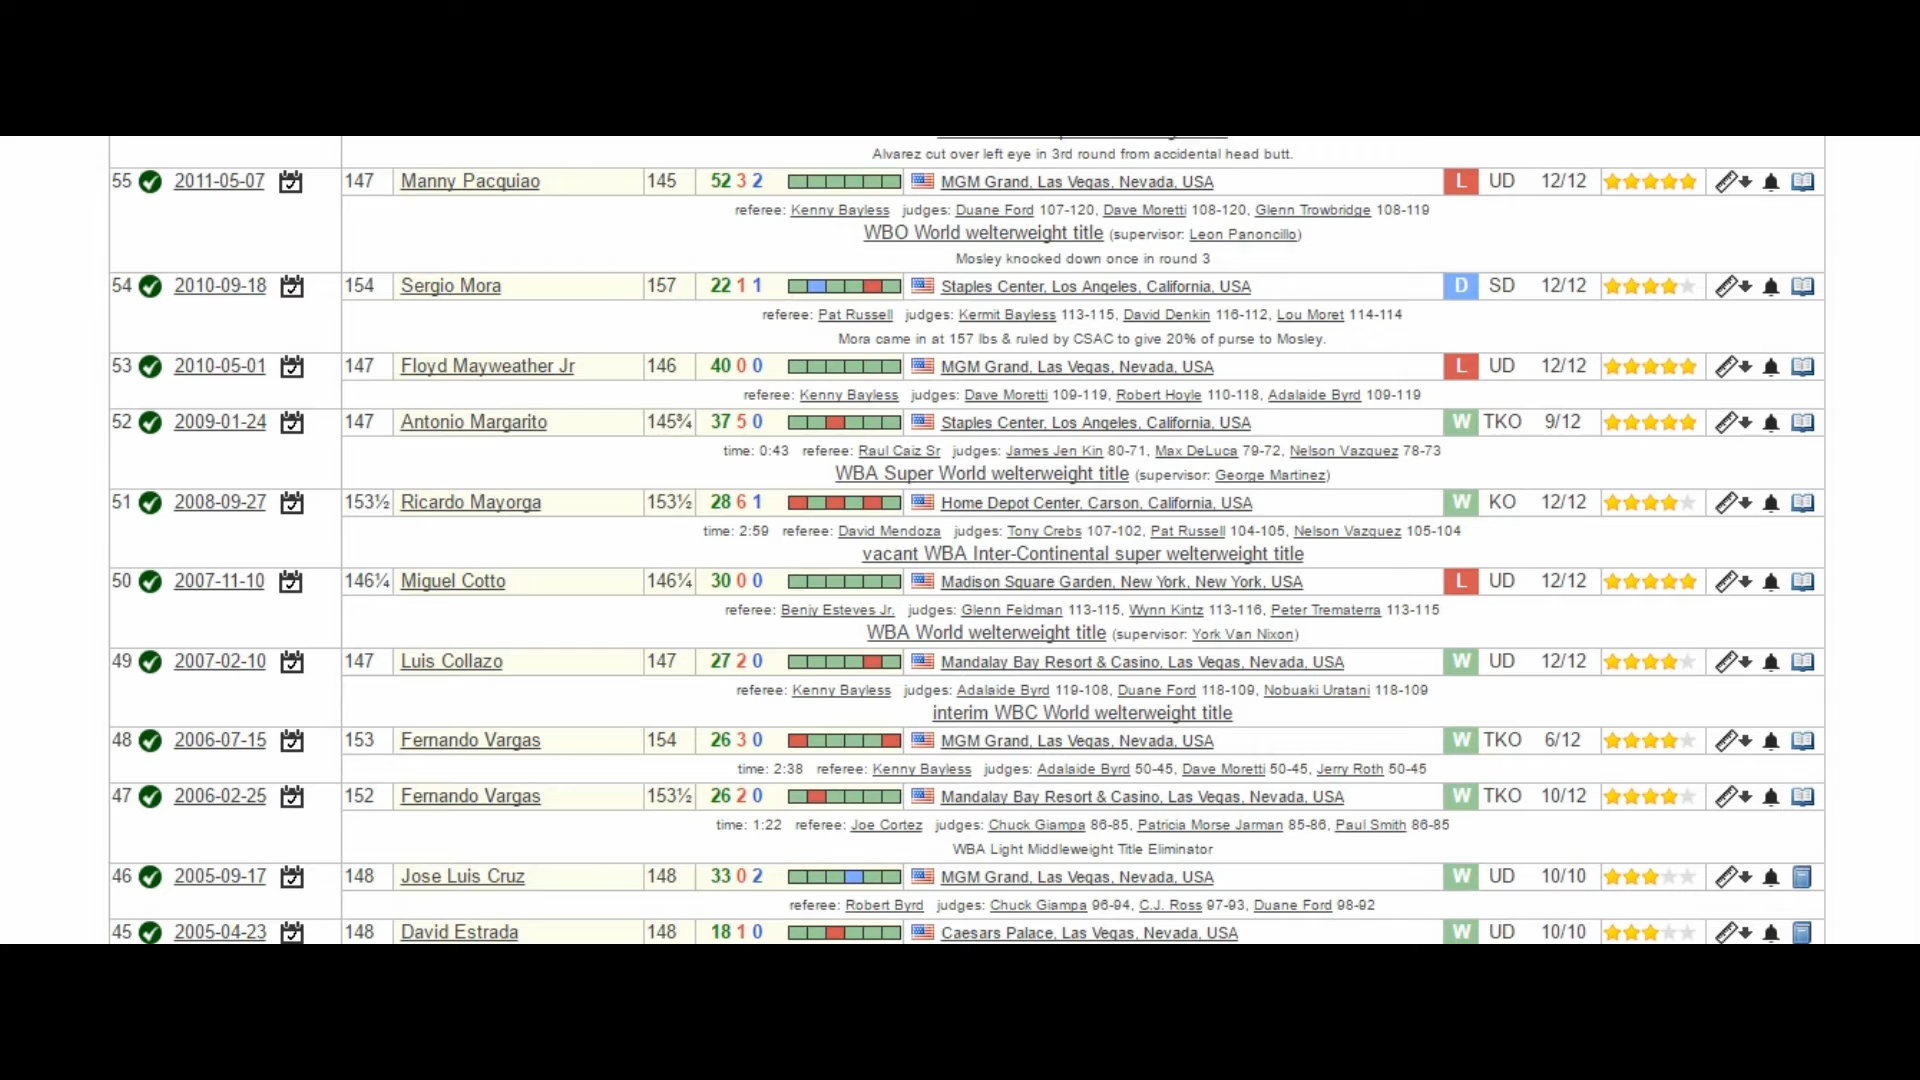 Alvarez cut over left eye in 3rd round from accidental head butt.
55 2011-05-07 147 Manny Pacquiao 145 52 3 2 MGM Grand, Las Vegas, Nevada, USA L UD 12/12
referee: Kenny Bayless judges: Duane Ford 107-120, Dave Moretti 108-120, Glenn Trowbridge 108-119
WBO World welterweight title (supervisor: Leon Panoncillo)
Mosley knocked down once in round 3
54 2010-09-18 154 Sergio Mora 157 22 1 1 Staples Center, Los Angeles, California, USA D SD 12/12
referee: Pat Russell judges: Kermit Bayless 113-115, David Denkin 116-112, Lou Moret 114-114
Mora came in at 157 lbs & ruled by CSAC to give 20% of purse to Mosley.
53 2010-05-01 147 Floyd Mayweather Jr 146 40 0 0 MGM Grand, Las Vegas, Nevada, USA L UD 12/12
referee: Kenny Bayless judges: Dave Moretti 109-119, Robert Hoyle 110-118, Adalaide Byrd 109-119
52 2009-01-24 147 Antonio Margarito 145¾ 37 5 0 Staples Center, Los Angeles, California, USA W TKO 9/12
time: 0:43 referee: Raul Caiz Sr judges: James Jen Kin 80-71, Max DeLuca 79-72, Nelson Vazquez 78-73
WBA Super World welterweight title (supervisor: George Martinez)
51 2008-09-27 153½ Ricardo Mayorga 153½ 28 6 1 Home Depot Center, Carson, California, USA W KO 12/12
time: 2:59 referee: David Mendoza judges: Tony Crebs 107-102, Pat Russell 104-105, Nelson Vazquez 105-104
vacant WBA Inter-Continental super welterweight title
50 2007-11-10 146¼ Miguel Cotto 146¼ 30 0 0 Madison Square Garden, New York, New York, USA L UD 12/12
referee: Benjy Esteves Jr. judges: Glenn Feldman 113-115, Wynn Kintz 113-116, Peter Trematerra 113-115
WBA World welterweight title (supervisor: York Van Nixon)
49 2007-02-10 147 Luis Collazo 147 27 2 0 Mandalay Bay Resort & Casino, Las Vegas, Nevada, USA W UD 12/12
referee: Kenny Bayless judges: Adalaide Byrd 119-108, Duane Ford 118-109, Nobuaki Uratani 118-109
interim WBC World welterweight title
48 2006-07-15 153 Fernando Vargas 154 26 3 0 MGM Grand, Las Vegas, Nevada, USA W TKO 6/12
time: 2:38 referee: Kenny Bayless judges: Adalaide Byrd 50-45, Dave Moretti 50-45, Jerry Roth 50-45
47 2006-02-25 152 Fernando Vargas 153½ 26 2 0 Mandalay Bay Resort & Casino, Las Vegas, Nevada, USA W TKO 10/12
time: 1:22 referee: Joe Cortez judges: Chuck Giampa 86-85, Patricia Morse Jarman 85-86, Paul Smith 86-85
WBA Light Middleweight Title Eliminator
46 2005-09-17 148 Jose Luis Cruz 148 33 0 2 MGM Grand, Las Vegas, Nevada, USA W UD 10/10
referee: Robert Byrd judges: Chuck Giampa 96-94, C.J. Ross 97-93, Duane Ford 98-92
45 2005-04-23 148 David Estrada 148 18 1 0 Caesars Palace, Las Vegas, Nevada, USA W UD 10/10